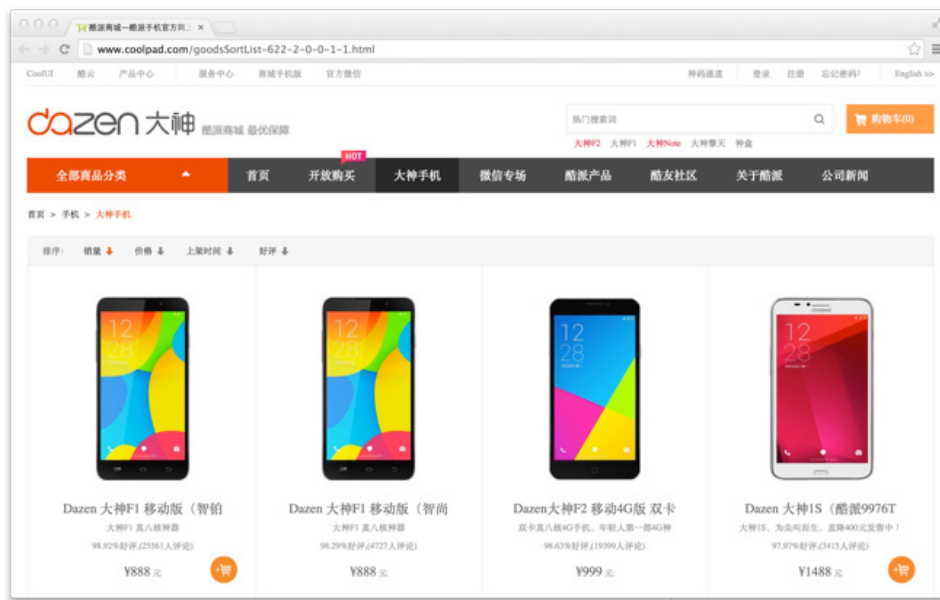 酷派商城—酷派手机官方网上
www.coolpad.com/goodsSortList-622-2-0-0-1-1.html
CoolUI 酷云 产品中心 服务中心 商城手机版 官方微信 神码通道 登录 注册 忘记密码? English >>
dazen 大神 酷派商城 最优保障
热门搜索词
购物车(0)
大神F2 大神F1 大神Note 大神擎天 神盒
HOT
全部商品分类 首页 开放购买 大神手机 微信专场 酷派产品 酷友社区 关于酷派 公司新闻
首页 > 手机 > 大神手机
排序: 销量 价格 上架时间 好评
12 12 12 12
28 28 28 28
Coolpad
Dazen 大神F1 移动版（智铂 Dazen 大神F1 移动版（智尚 Dazen 大神F2 移动4G版 双卡 Dazen 大神1S（酷派9976T
大神F1 真八核神器 大神F1 真八核神器 双卡真八核4G手机，年轻人第一部4G神 大神1S，为尖叫而生，直降400元发售中！
98.92%好评,(25561人评论) 98.29%好评,(4727人评论) 98.63%好评,(19399人评论) 97.97%好评,(3415人评论)
¥888 元 ¥888 元 ¥999 元 ¥1488 元